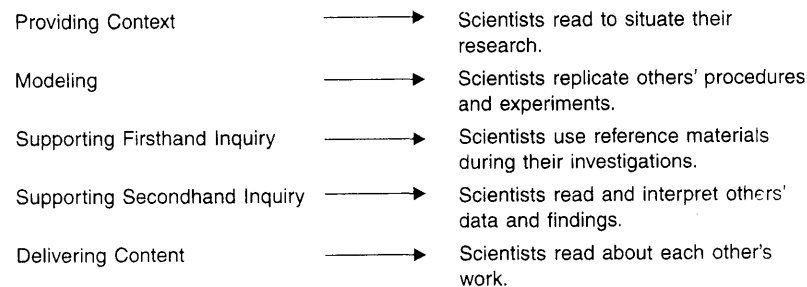 Providing Context
Scientists read to situate their
research.
Modeling
Scientists replicate others' procedures
and experiments.
Supporting Firsthand Inquiry
Scientists use reference materials
during their investigations.
Supporting Secondhand Inquiry
Scientists read and interpret others'
data and findings.
Delivering Content
Scientists read about each other's
work.